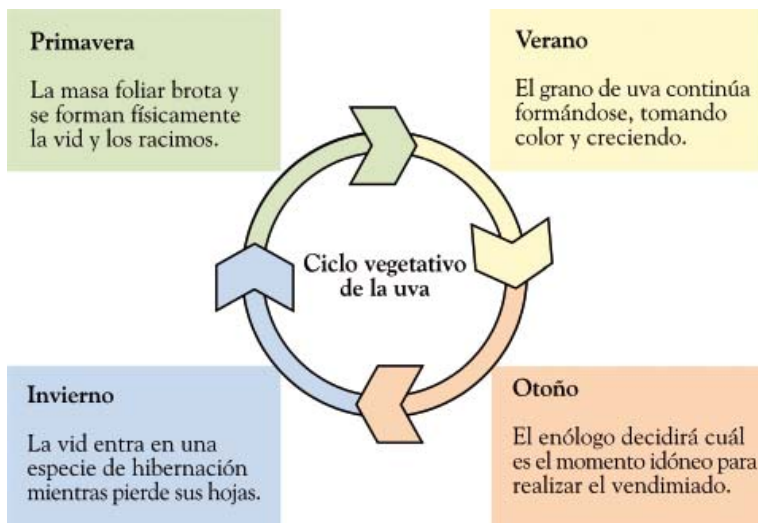 Primavera
La masa foliar brota y
se forman físicamente
la vid y los racimos.
Verano
El grano de uva continúa
formándose, tomando
color y creciendo.
Ciclo vegetativo
de la uva
Invierno
La vid entra en una
especie de hibernación
mientras pierde sus hojas.
Otoño
El enólogo decidirá cuál
es el momento idóneo para
realizar el vendimiado.